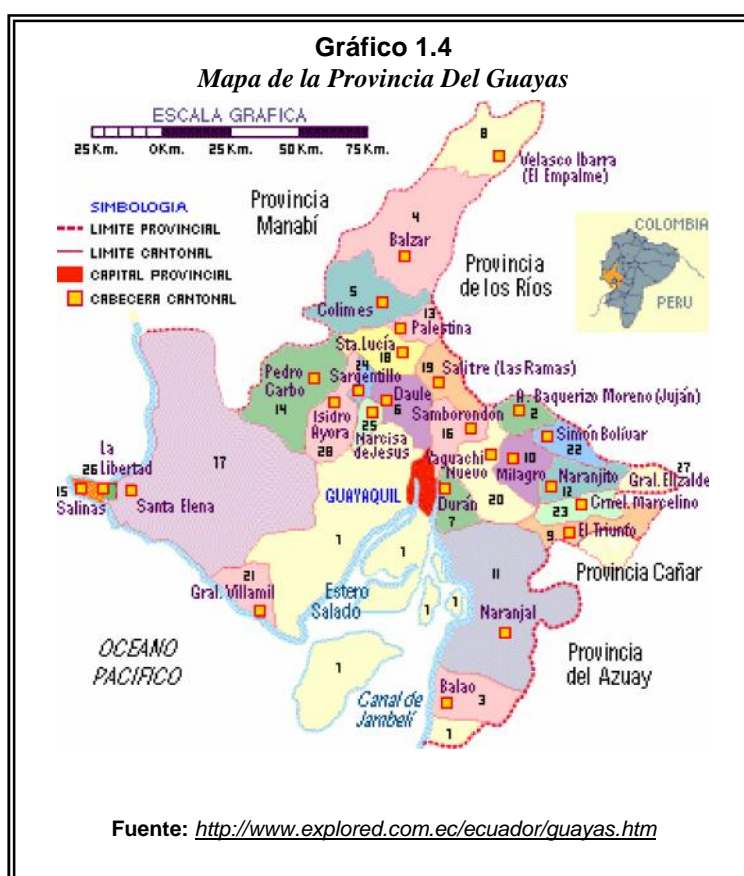 Gráfico 1.4
Mapa de la Provincia Del Guayas
ESCALA GRAFICA
25 Km. 0Km. 25 Km. 50 Km. 75 Km.
SIMBOLOGIA
LIMITE PROVINCIAL
LIMITE CANTONAL
CAPITAL PROVINCIAL
CABECERA CANTONAL
Provincia
Manabí
8
Velasco Ibarra
(El Empalme)
4
Balzar
COLOMBIA
PERU
Provincia
de los Ríos
5
Colimes
13
Palestina
Sta. Lucía
18
19
Salitre (Las Ramas)
Pedro
Carbo
14
24
Sargentillo
Daule
6
A. Baquerizo Moreno (Juján)
2
Isidro
Ayora
28
25
Narcisa
de Jesus
Samborondón
16
Simón Bolívar
22
La
Libertad
26
15
Salinas
Santa Elena
17
GUAYAQUIL
Yaguachi
Nuevo
20
Milagro
10
Naranjito
12
27
Gral. Elizalde
Durán
7
23
Crnel. Marcelino
9
El Triunfo
1
1
11
Provincia Cañar
21
Gral. Villamil
Estero
Salado
1
1
Naranjal
OCEANO
PACIFICO
1
Provincia
del Azuay
Canal de
Jambelí
Balao
3
1
Fuente: http://www.explored.com.ec/ecuador/guayas.htm